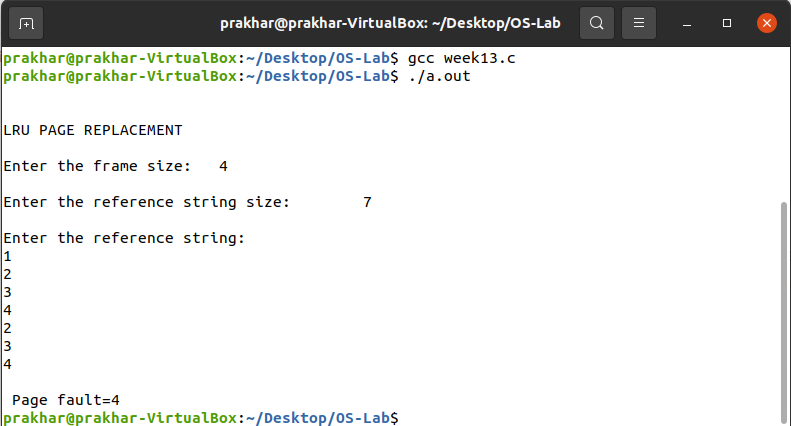 prakhar@prakhar-VirtualBox: ~/Desktop/OS-Lab
prakhar@prakhar-VirtualBox:~/Desktop/OS-Lab$ gcc week13.c
prakhar@prakhar-VirtualBox:~/Desktop/OS-Lab$ ./a.out
LRU PAGE REPLACEMENT
Enter the frame size:   4
Enter the reference string size:        7
Enter the reference string:
1
2
3
4
2
3
4
Page fault=4
prakhar@prakhar-VirtualBox:~/Desktop/OS-Lab$